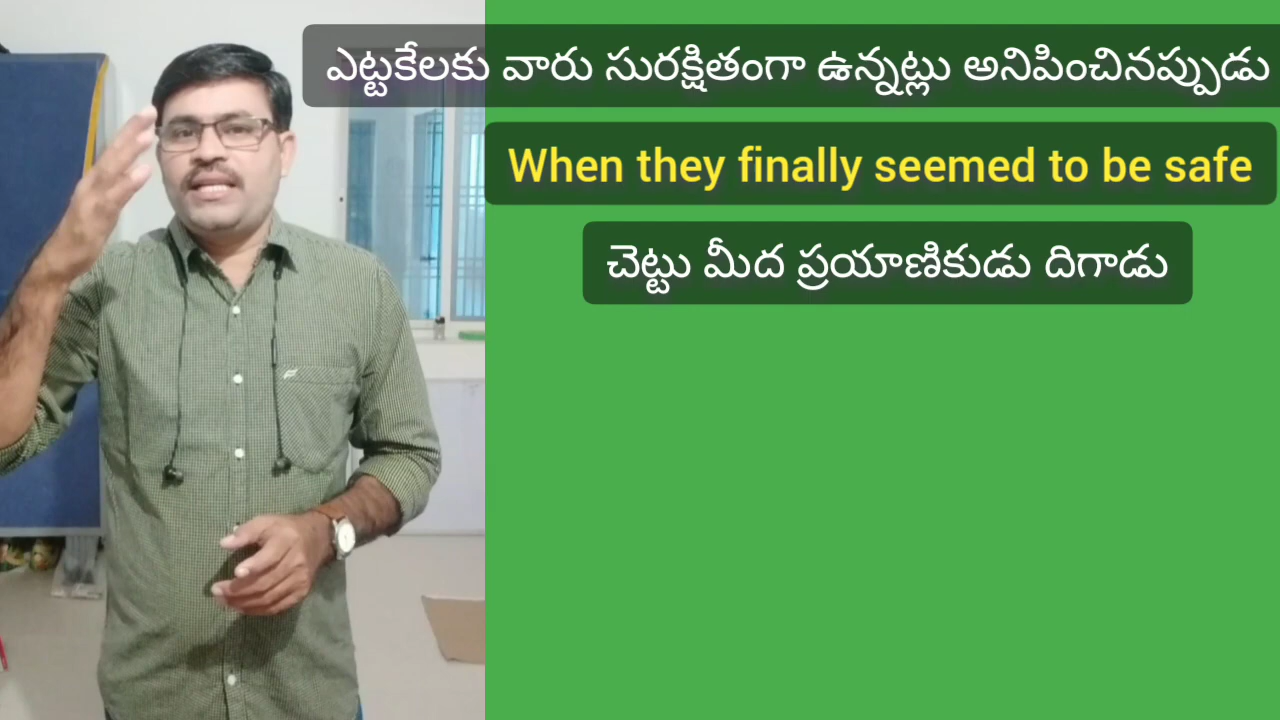 ఎట్టకేలకు వారు సురక్షితంగా ఉన్నట్లు అనిపించినప్పుడు
When they finally seemed to be safe
చెట్టు మీద ప్రయాణికుడు దిగాడు